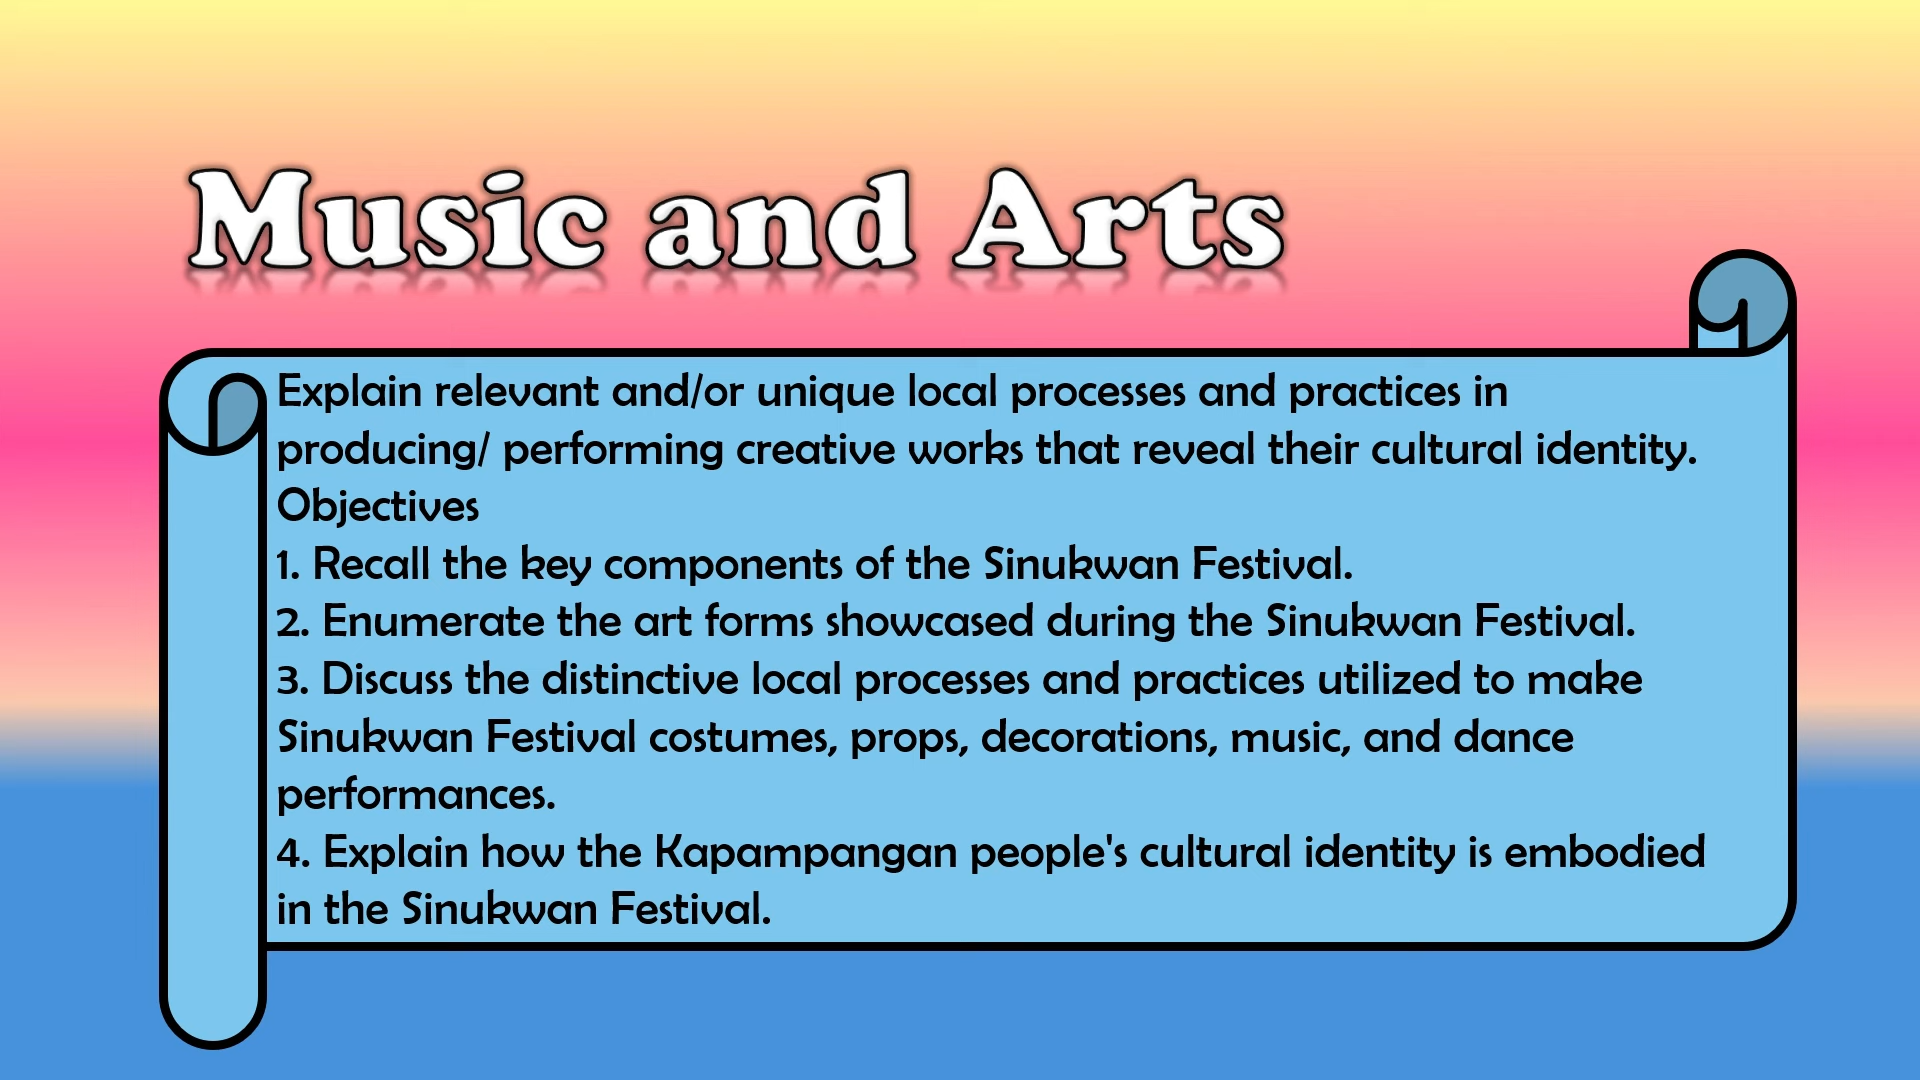 Music and Arts
Explain relevant and/or unique local processes and practices in
producing/ performing creative works that reveal their cultural identity.
Objectives
1. Recall the key components of the Sinukwan Festival.
2. Enumerate the art forms showcased during the Sinukwan Festival.
3. Discuss the distinctive local processes and practices utilized to make
Sinukwan Festival costumes, props, decorations, music, and dance
performances.
4. Explain how the Kapampangan people's cultural identity is embodied
in the Sinukwan Festival.